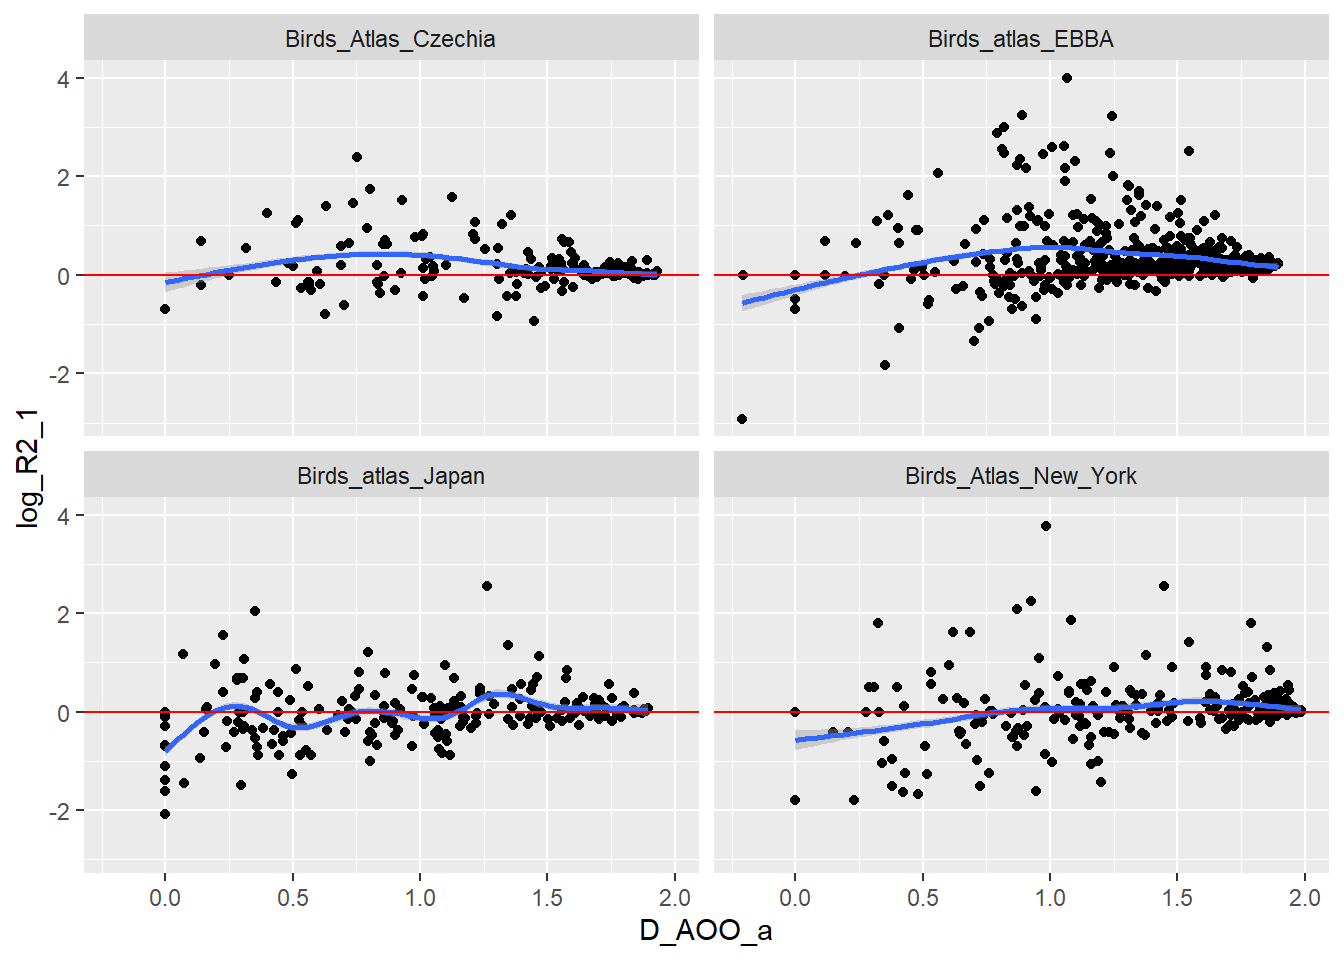 Birds_Atlas_Czechia
Birds_atlas_EBBA
4
2
0
-2
Birds_atlas_Japan
Birds_Atlas_New_York
4
2
0
-2
0.0 0.5 1.0 1.5 2.0
0.0 0.5 1.0 1.5 2.0
D_AOO_a
log_R2_1